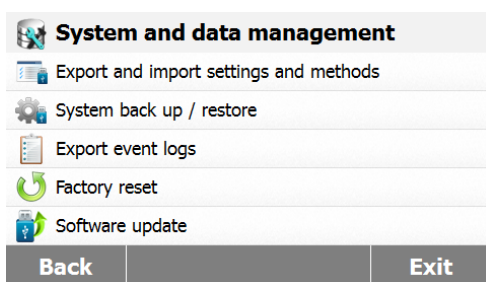 System and data management
Export and import settings and methods
System back up / restore
Export event logs
Factory reset
Software update
Back Exit